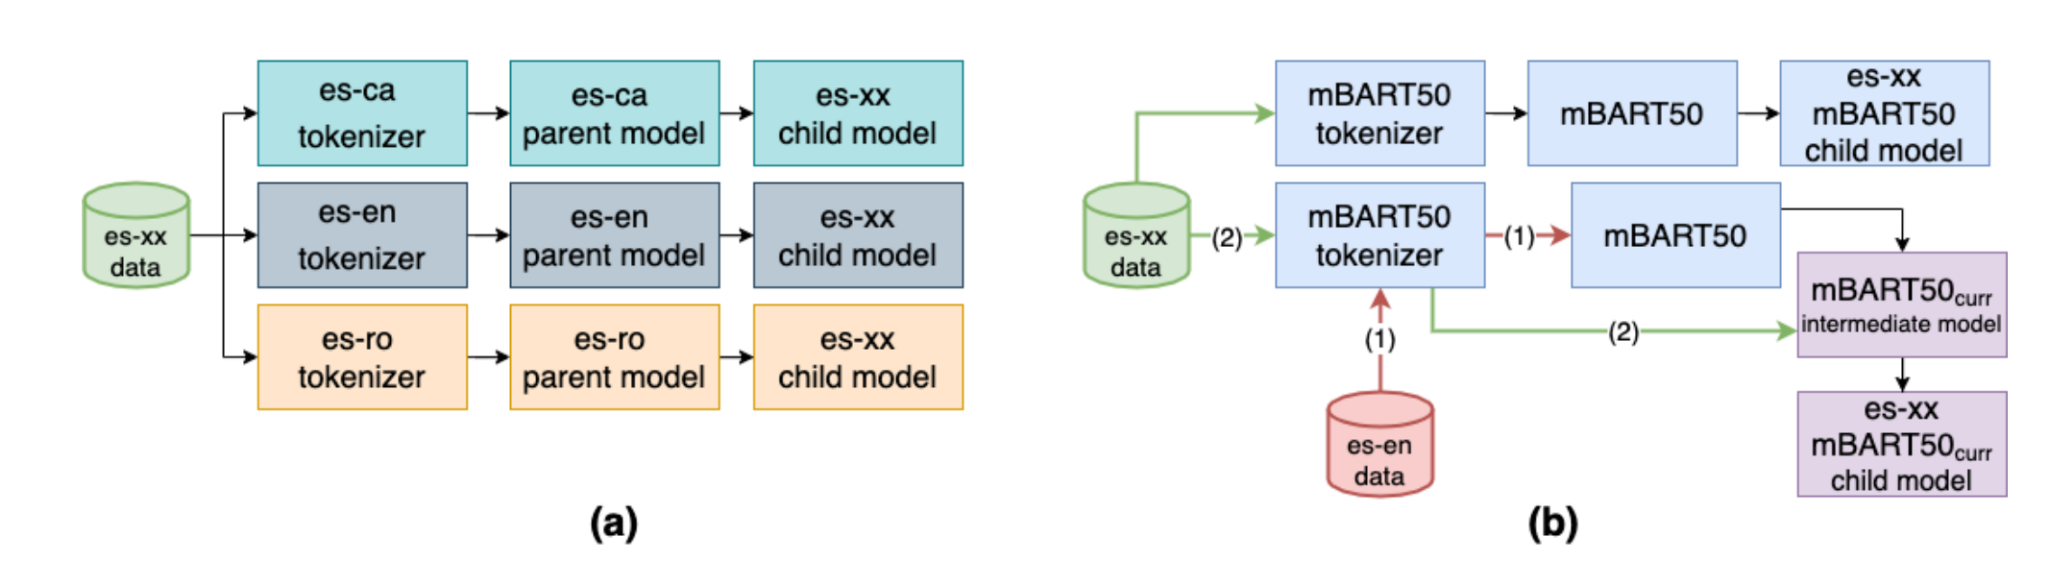 es-xx
data
es-ca
tokenizer
es-ca
parent model
es-xx
child model
es-en
tokenizer
es-en
parent model
es-xx
child model
es-ro
tokenizer
es-ro
parent model
es-xx
child model
(a)
es-xx
data
mBART50
tokenizer
mBART50
es-xx
mBART50
child model
(2)
mBART50
tokenizer
(1)
mBART50
mBART50curr
intermediate model
(2)
(1)
es-en
data
es-xx
mBART50curr
child model
(b)